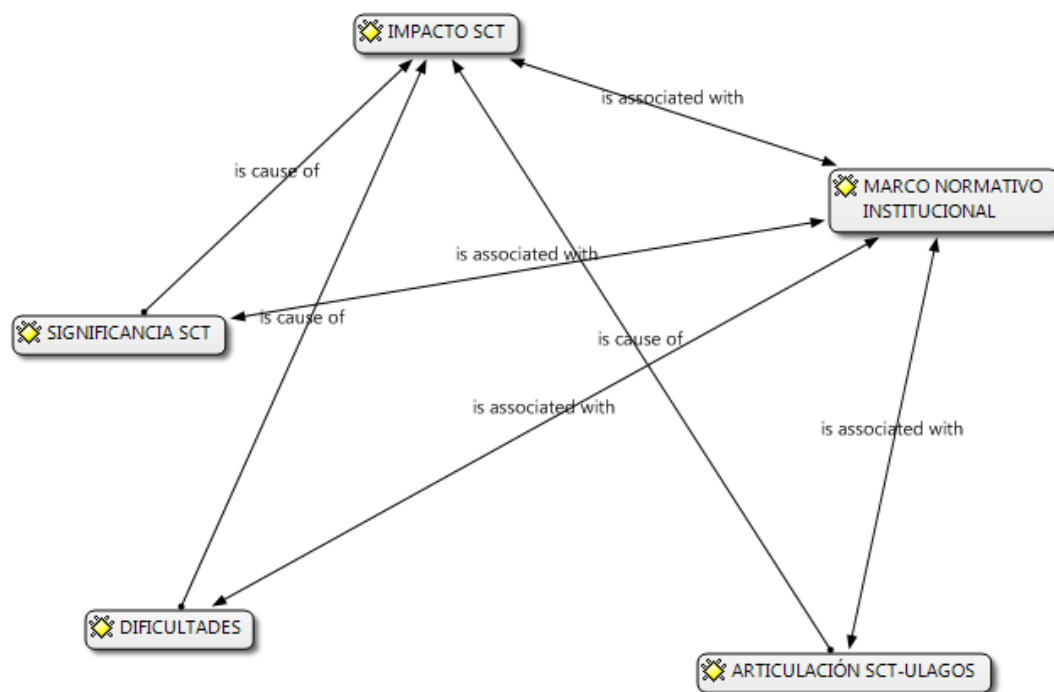 IMPACTO SCT
is associated with
MARCO NORMATIVO
INSTITUCIONAL
is cause of
is associated with
SIGNIFICANCIA SCT
is cause of
is cause of
is associated with
is associated with
DIFICULTADES
ARTICULACIÓN SCT-ULAGOS